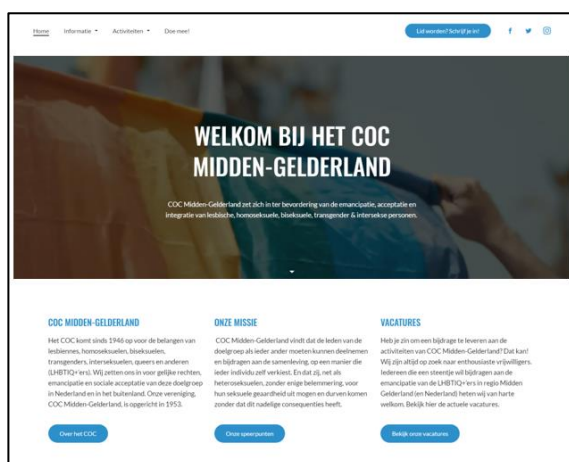 Home Informatie Activiteiten Doe mee! Lid worden? Schrijf je in!
WELKOM BIJ HET COC
MIDDEN-GELDERLAND
COC Midden-Gelderland zet zich in ter bevordering van de emancipatie, acceptatie en
integratie van lesbische, homoseksuele, biseksuele, transgender & intersekse personen.
COC MIDDEN-GELDERLAND
Het COC komt sinds 1946 op voor de belangen van
lesbiennes, homoseksuelen, biseksuelen,
transgenders, interseksuelen, queers en anderen
(LHBTIQ+'ers). Wij zetten ons in voor gelijke rechten,
emancipatie en sociale acceptatie van deze doelgroep
in Nederland en in het buitenland. Onze vereniging,
COC Midden-Gelderland, is opgericht in 1953.
Over het COC
ONZE MISSIE
COC Midden-Gelderland vindt dat de leden van de
doelgroep als ieder ander moeten kunnen deelnemen
en bijdragen aan de samenleving, op een manier die
ieder individu zelf verkiest. En dat zij, net als
heteroseksuelen, zonder enige belemmering, voor
hun seksuele geaardheid uit mogen en durven komen
zonder dat dit nadelige consequenties heeft.
Onze speerpunten
VACATURES
Heb je zin om een bijdrage te leveren aan de
activiteiten van COC Midden-Gelderland? Dat kan!
Wij zijn altijd op zoek naar enthousiaste vrijwilligers.
Iedereen die een steentje wil bijdragen aan de
emancipatie van de LHBTIQ+'ers in regio Midden
Gelderland (en Nederland) heten wij van harte
welkom. Bekijk hier de actuele vacatures.
Bekijk onze vacatures